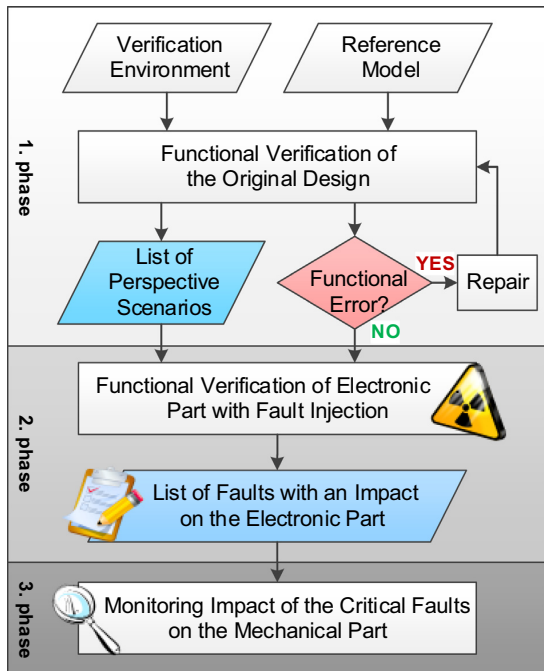 Verification
Environment
Reference
Model
1. phase
Functional Verification of
the Original Design
List of
Perspective
Scenarios
Functional
Error?
YES
Repair
NO
2. phase
Functional Verification of Electronic
Part with Fault Injection
List of Faults with an Impact
on the Electronic Part
3. phase
Monitoring Impact of the Critical Faults
on the Mechanical Part